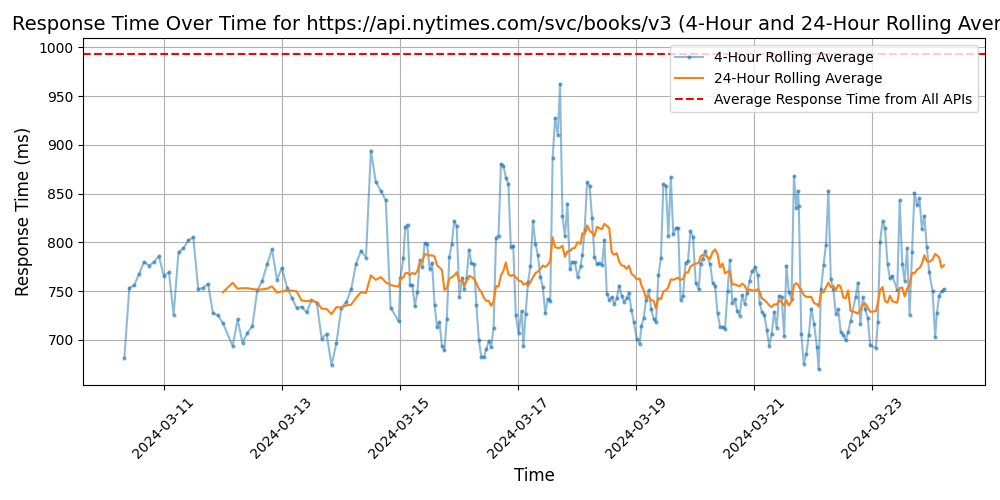 Response Time Over Time for https://api.nytimes.com/svc/books/v3 (4-Hour and 24-Hour Rolling Aver
1000
950
900
850
800
750
700
Response Time (ms)
4-Hour Rolling Average
24-Hour Rolling Average
Average Response Time from All APIs
2024-03-11
2024-03-13
2024-03-15
2024-03-17
2024-03-19
2024-03-21
2024-03-23
Time